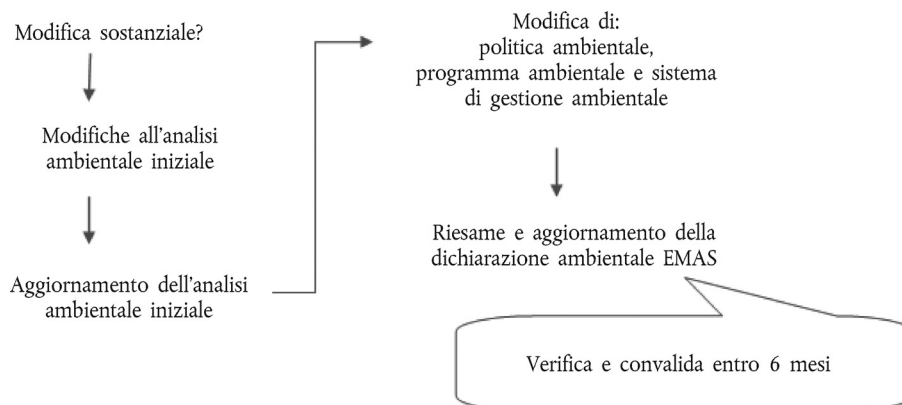 Modifica sostanziale?
Modifiche all'analisi
ambientale iniziale
Aggiornamento dell'analisi
ambientale iniziale
Modifica di:
politica ambientale,
programma ambientale e sistema
di gestione ambientale
Riesame e aggiornamento della
dichiarazione ambientale EMAS
Verifica e convalida entro 6 mesi